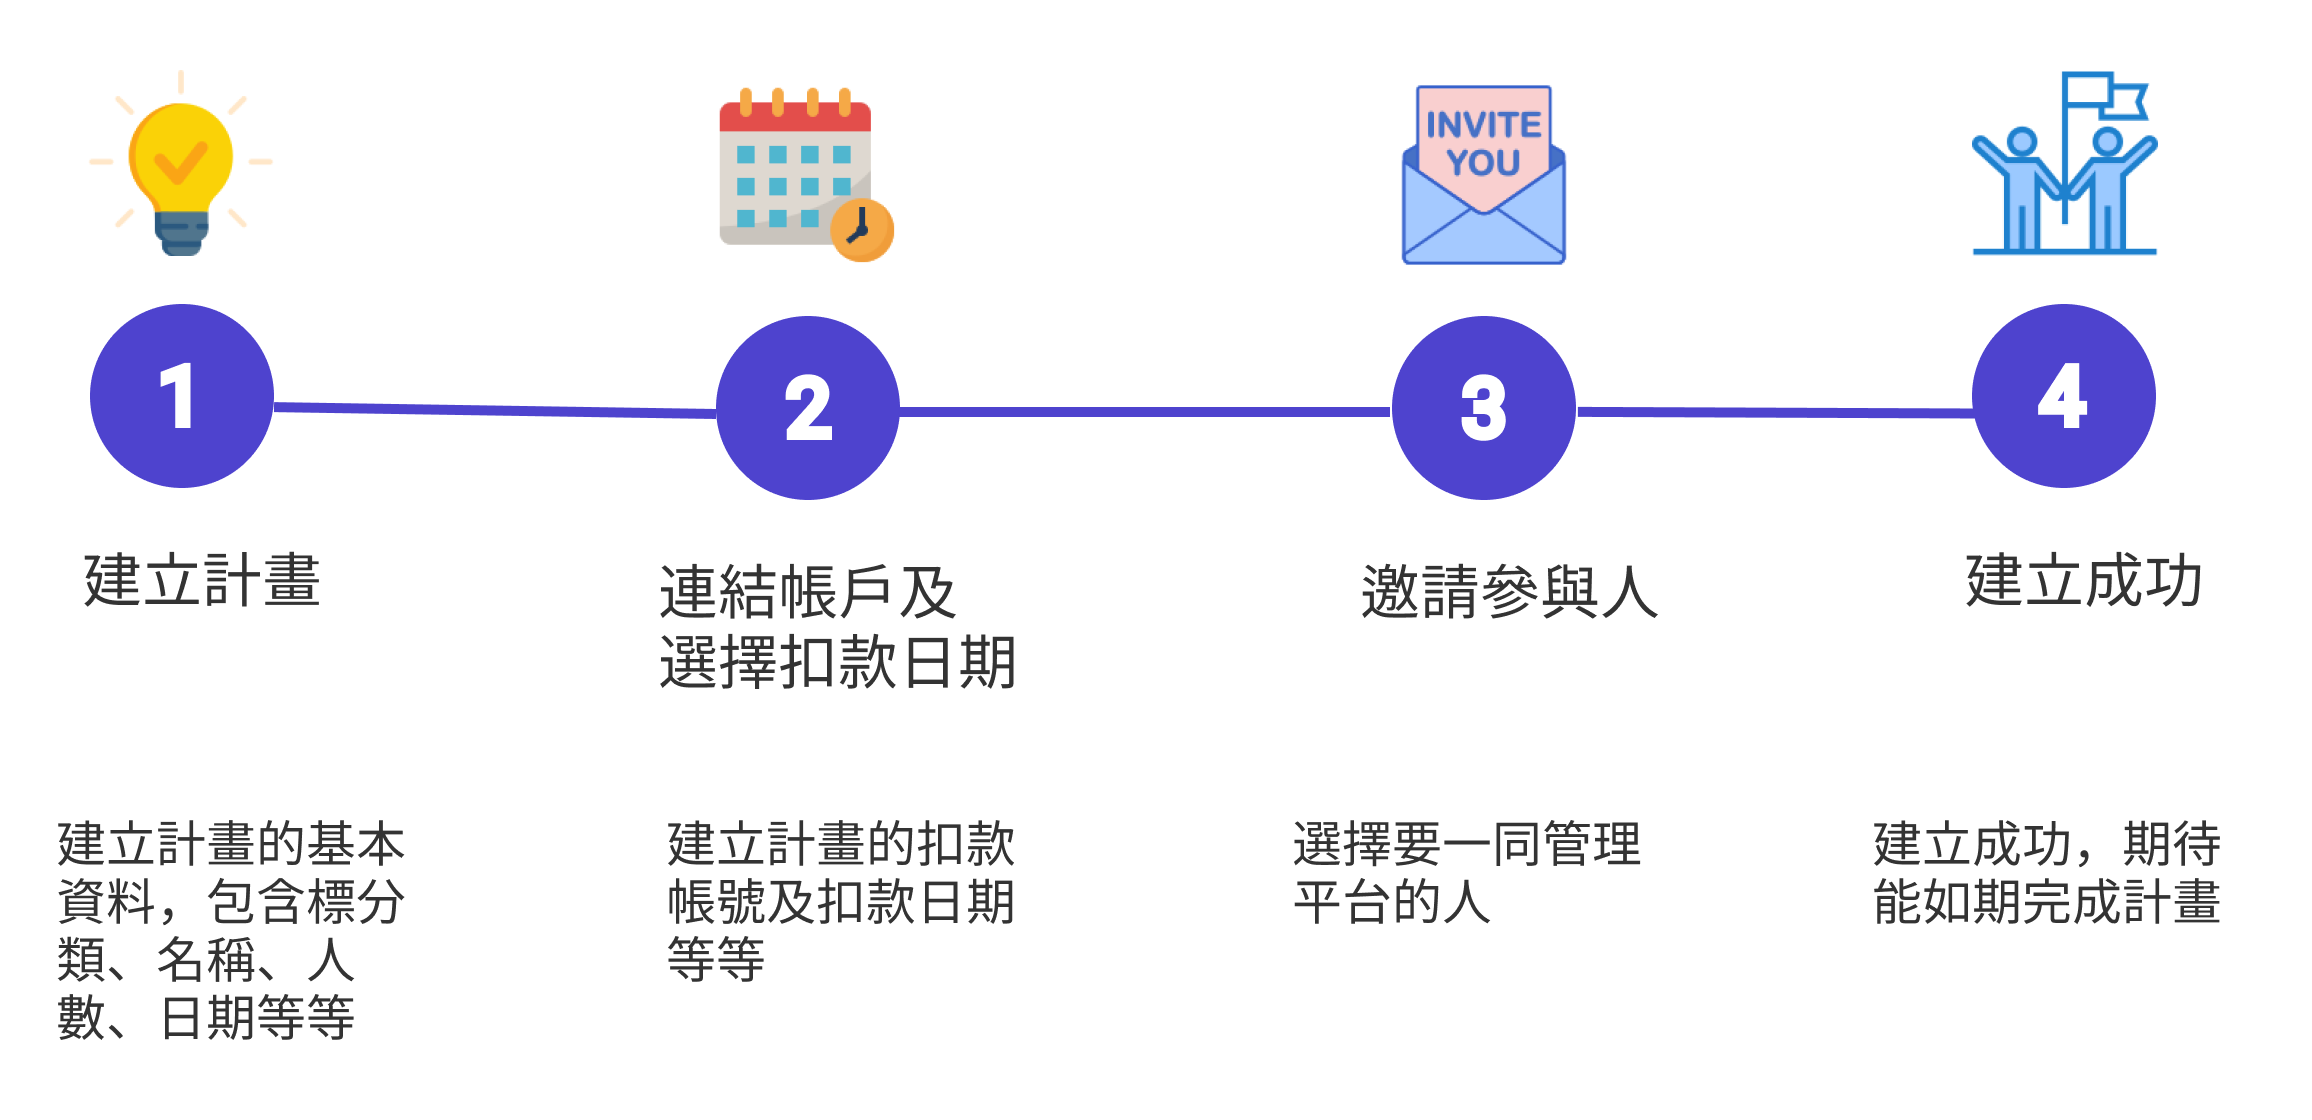 INVITE
YOU
1
2
3
4
建立計畫
連結帳戶及
選擇扣款日期
邀請參與人
建立成功
建立計畫的基本
資料，包含標分
類、名稱、人
數、日期等等
建立計畫的扣款
帳號及扣款日期
等等
選擇要一同管理
平台的人
建立成功，期待
能如期完成計畫